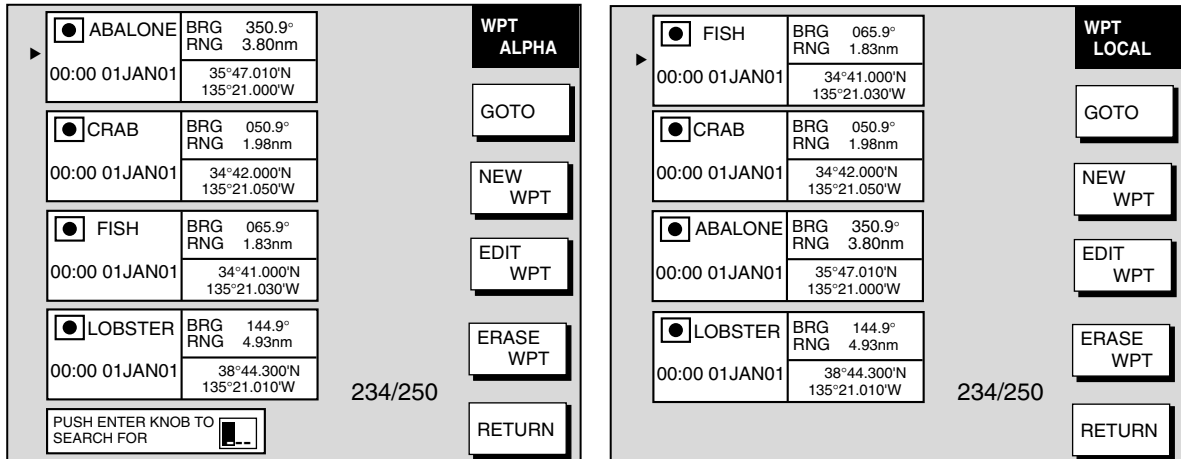 ABALONE BRG 350.9°
RNG 3.80nm
00:00 01JAN01 35°47.010'N
135°21.000'W
CRAB BRG 050.9°
RNG 1.98nm
00:00 01JAN01 34°42.000'N
135°21.050'W
FISH BRG 065.9°
RNG 1.83nm
00:00 01JAN01 34°41.000'N
135°21.030'W
LOBSTER BRG 144.9°
RNG 4.93nm
00:00 01JAN01 38°44.300'N
135°21.010'W
234/250
PUSH ENTER KNOB TO
SEARCH FOR
WPT
ALPHA
GOTO
NEW
WPT
EDIT
WPT
ERASE
WPT
RETURN
FISH BRG 065.9°
RNG 1.83nm
00:00 01JAN01 34°41.000'N
135°21.030'W
CRAB BRG 050.9°
RNG 1.98nm
00:00 01JAN01 34°42.000'N
135°21.050'W
ABALONE BRG 350.9°
RNG 3.80nm
00:00 01JAN01 35°47.010'N
135°21.000'W
LOBSTER BRG 144.9°
RNG 4.93nm
00:00 01JAN01 38°44.300'N
135°21.010'W
234/250
WPT
LOCAL
GOTO
NEW
WPT
EDIT
WPT
ERASE
WPT
RETURN